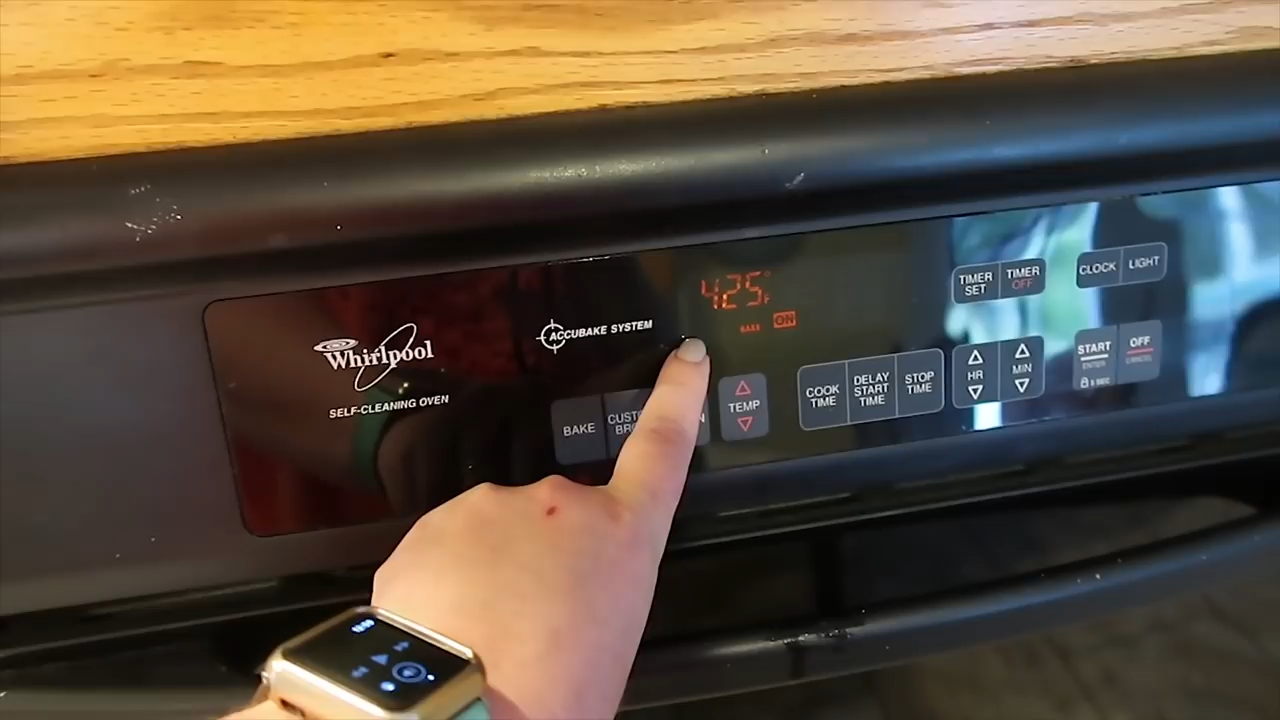 Whirlpool
SELF-CLEANING OVEN
ACCUBAKE SYSTEM
425°F
BAKE ON
BAKE
TEMP
COOK
TIME
DELAY
START
TIME
STOP
TIME
TIMER
SET
TIMER
OFF
CLOCK
LIGHT
HR
MIN
START
ENTER
OFF
CANCEL